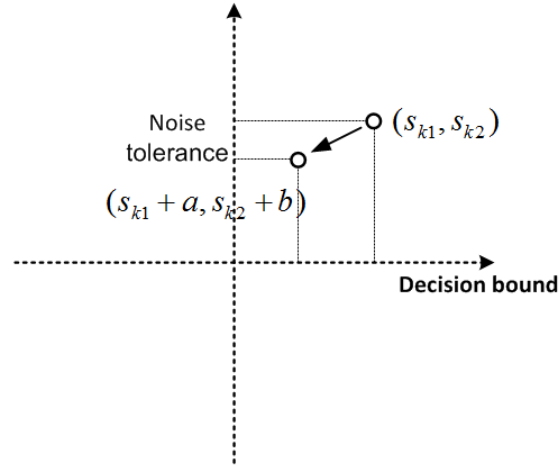 Noise
tolerance
(s_{k1}, s_{k2})
(s_{k1} + a, s_{k2} + b)
Decision bound